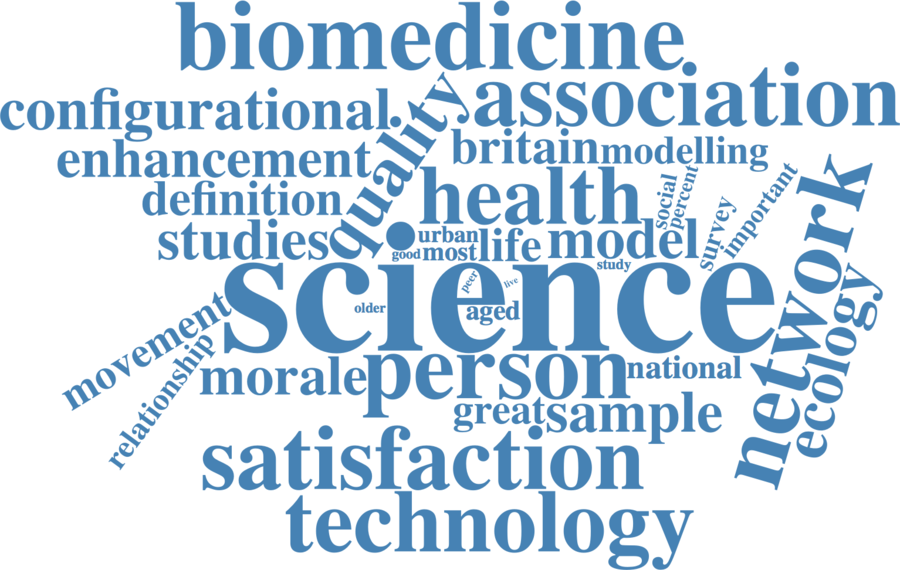 biomedicine
association
configurational
quality
britain
modelling
enhancement
definition
health
social
percent
survey
important
network
studies
urban
good
most
life
model
study
science
peer
live
older
aged
ecology
movement
relationship
morale
person
national
great
sample
satisfaction
technology